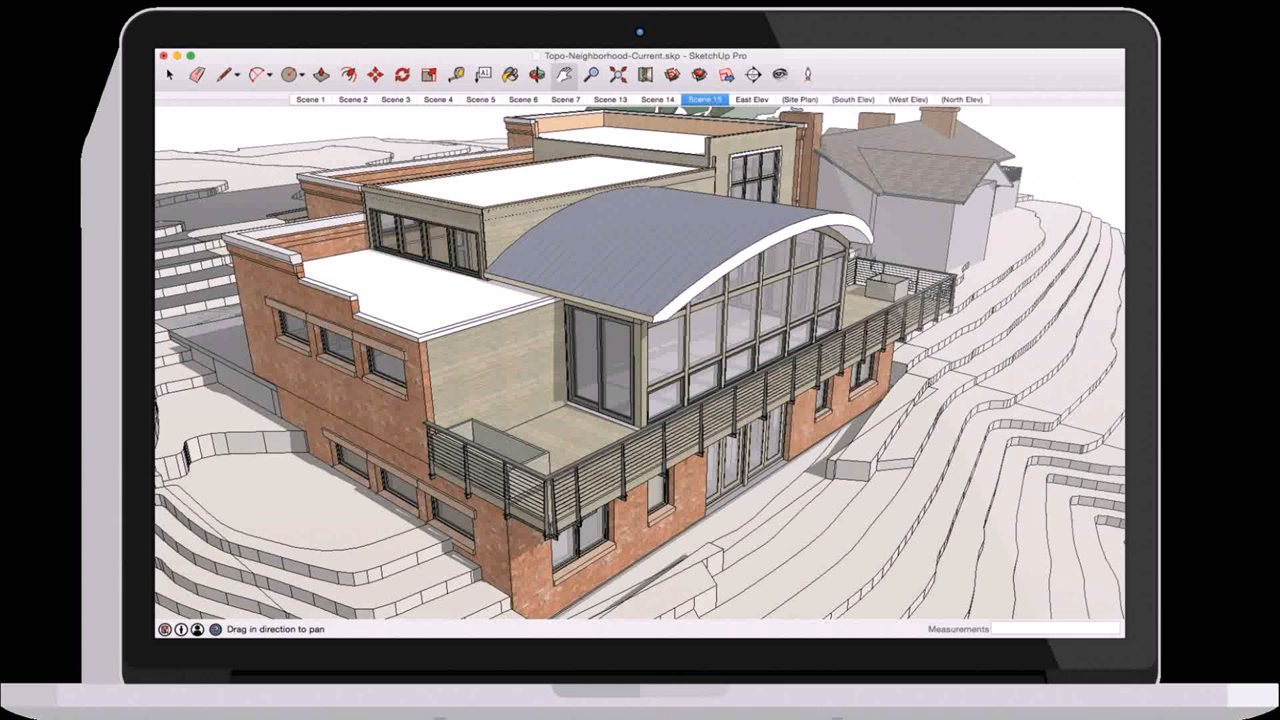 Topo-Neighborhood-Current.skp - SketchUp Pro
A1
Scene 1 Scene 2 Scene 3 Scene 4 Scene 5 Scene 6 Scene 7 Scene 13 Scene 14 Scene 15 East Elev (Site Plan) (South Elev) (West Elev) (North Elev)
Drag in direction to pan Measurements